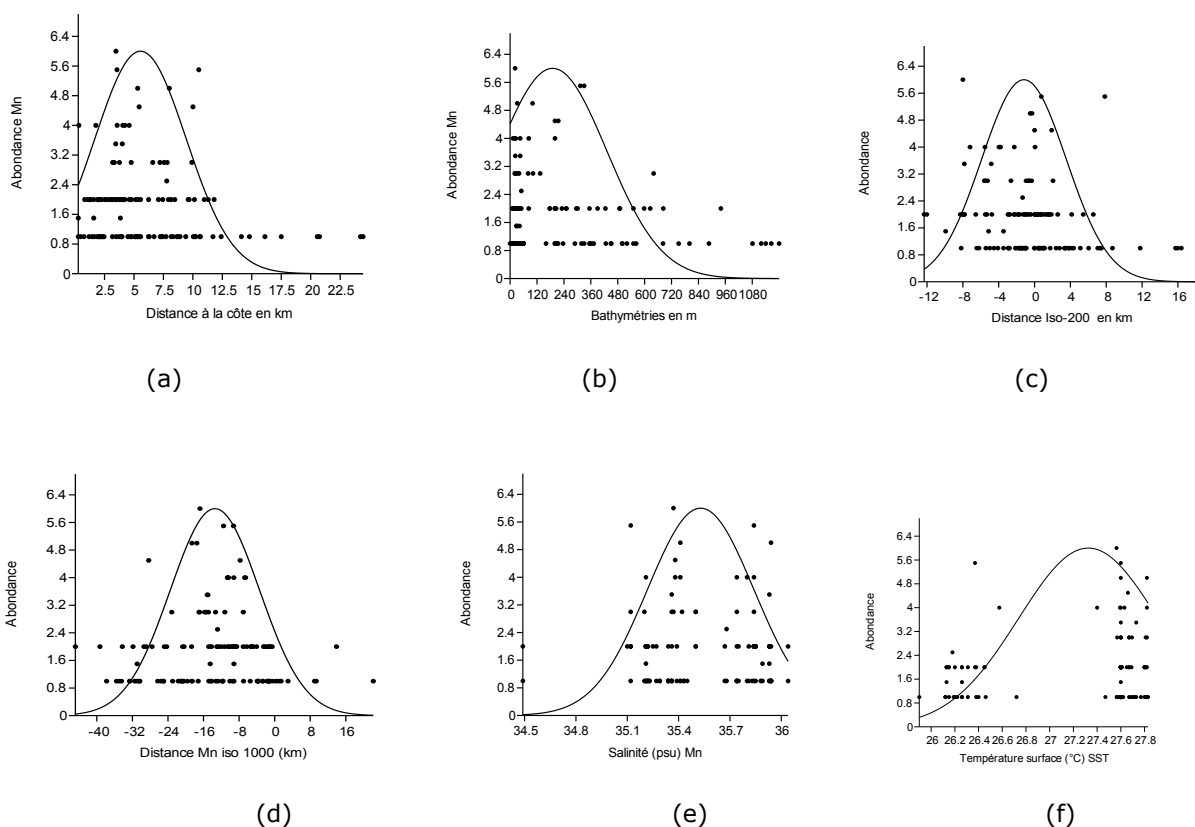 6.4
5.6
4.8
4
3.2
2.4
1.6
0.8
0
Abondance Mn
2.5 5 7.5 10 12.5 15 17.5 20 22.5
Distance à la côte en km
(a)
6.4
5.6
4.8
4
3.2
2.4
1.6
0.8
0
Abondance Mn
0 120 240 360 480 600 720 840 960 1080
Bathymétries en m
(b)
6.4
5.6
4.8
4
3.2
2.4
1.6
0.8
0
Abondance
-12 -8 -4 0 4 8 12 16
Distance Iso-200 en km
(c)
6.4
5.6
4.8
4
3.2
2.4
1.6
0.8
0
Abondance
-40 -32 -24 -16 -8 0 8 16
Distance Mn iso 1000 (km)
(d)
6.4
5.6
4.8
4
3.2
2.4
1.6
0.8
0
Abondance
34.5 34.8 35.1 35.4 35.7 36
Salinité (psu) Mn
(e)
6.4
5.6
4.8
4
3.2
2.4
1.6
0.8
0
Abondance
26 26.2 26.4 26.6 26.8 27 27.2 27.4 27.6 27.8
Température surface (°C) SST
(f)